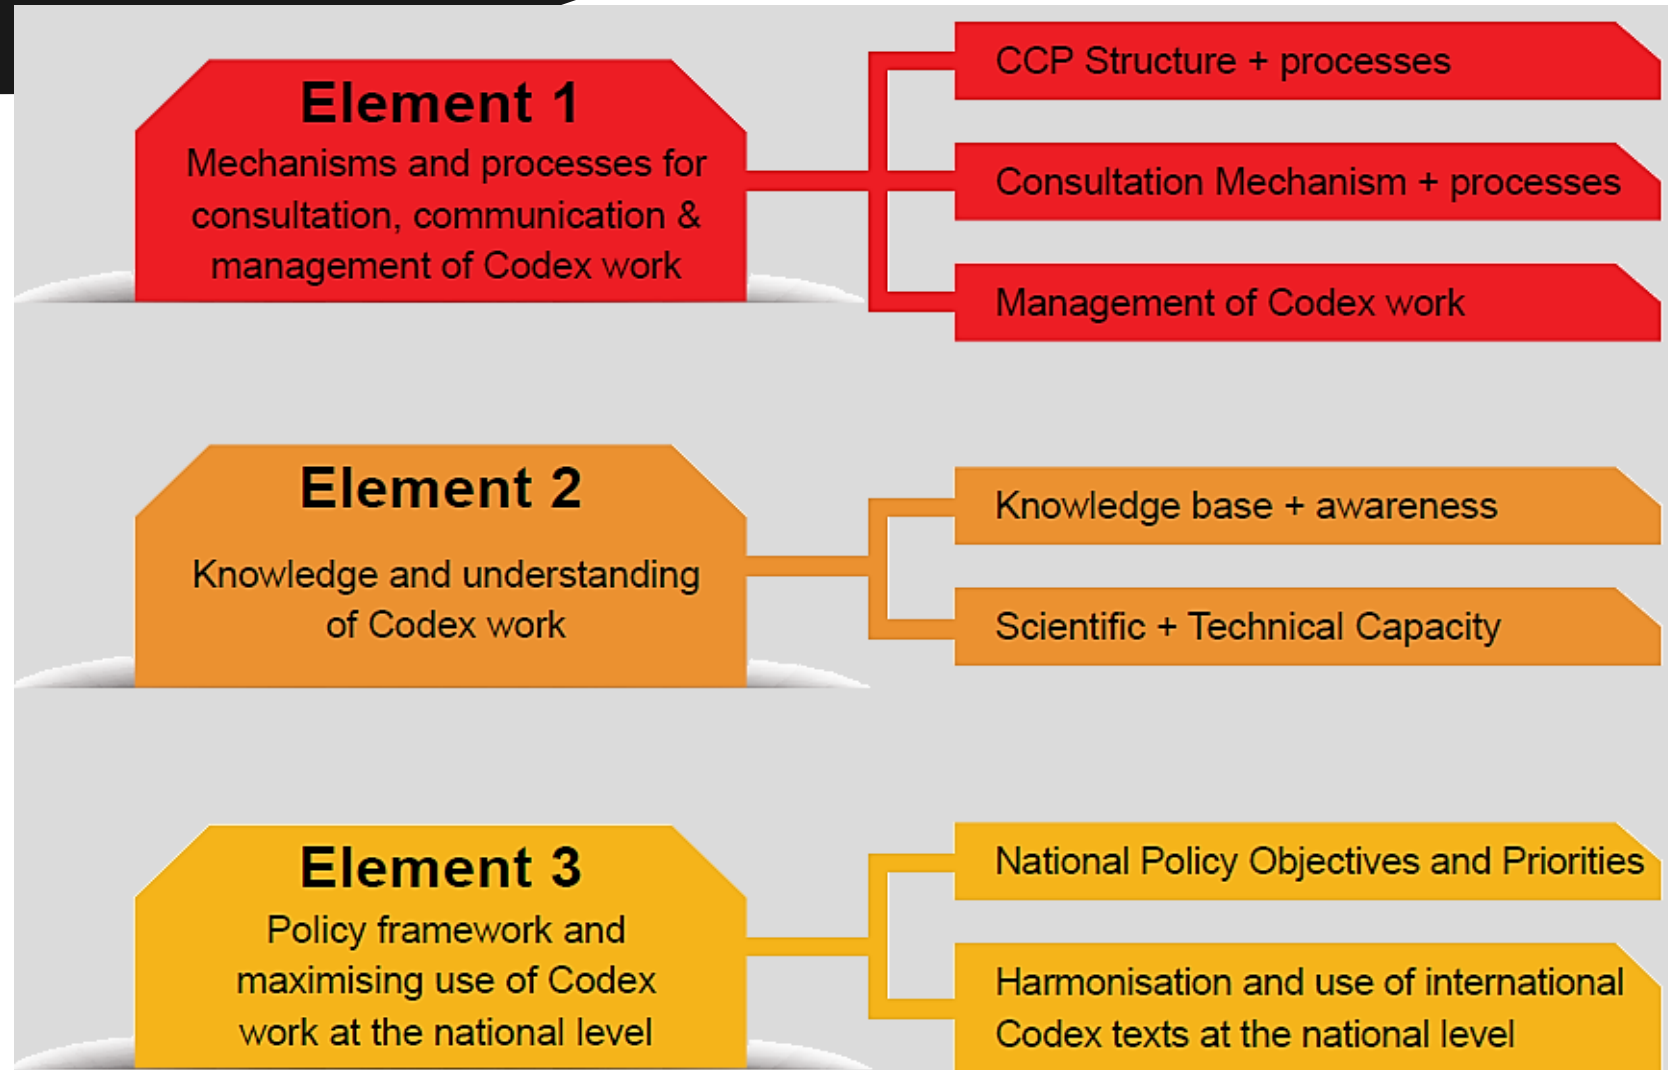 Element 1
Mechanisms and processes for
consultation, communication &
management of Codex work
CCP Structure + processes
Consultation Mechanism + processes
Management of Codex work
Element 2
Knowledge and understanding
of Codex work
Knowledge base + awareness
Scientific + Technical Capacity
Element 3
Policy framework and
maximising use of Codex
work at the national level
National Policy Objectives and Priorities
Harmonisation and use of international
Codex texts at the national level